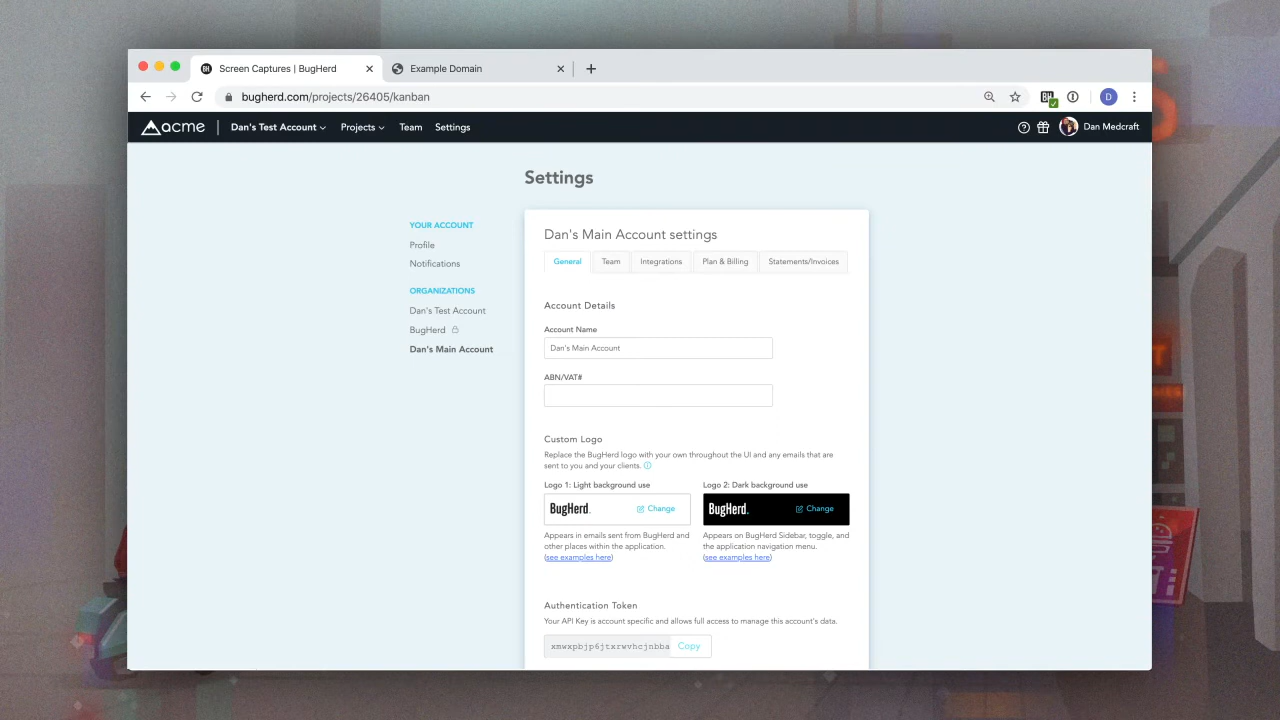 Screen Captures | BugHerd
Example Domain
bugherd.com/projects/26405/kanban
BH
D
acme
Dan's Test Account
Projects
Team
Settings
Dan Medcraft
Settings
YOUR ACCOUNT
Profile
Notifications
ORGANIZATIONS
Dan's Test Account
BugHerd
Dan's Main Account
Dan's Main Account settings
General
Team
Integrations
Plan & Billing
Statements/Invoices
Account Details
Account Name
Dan's Main Account
ABN/VAT#
Custom Logo
Replace the BugHerd logo with your own throughout the UI and any emails that are
sent to you and your clients.
Logo 1: Light background use
BugHerd.
Change
Appears in emails sent from BugHerd and
other places within the application.
(see examples here)
Logo 2: Dark background use
BugHerd.
Change
Appears on BugHerd Sidebar, toggle, and
the application navigation menu.
(see examples here)
Authentication Token
Your API Key is account specific and allows full access to manage this account's data.
xmwxpbjp6jtxrwvhcjnbba
Copy